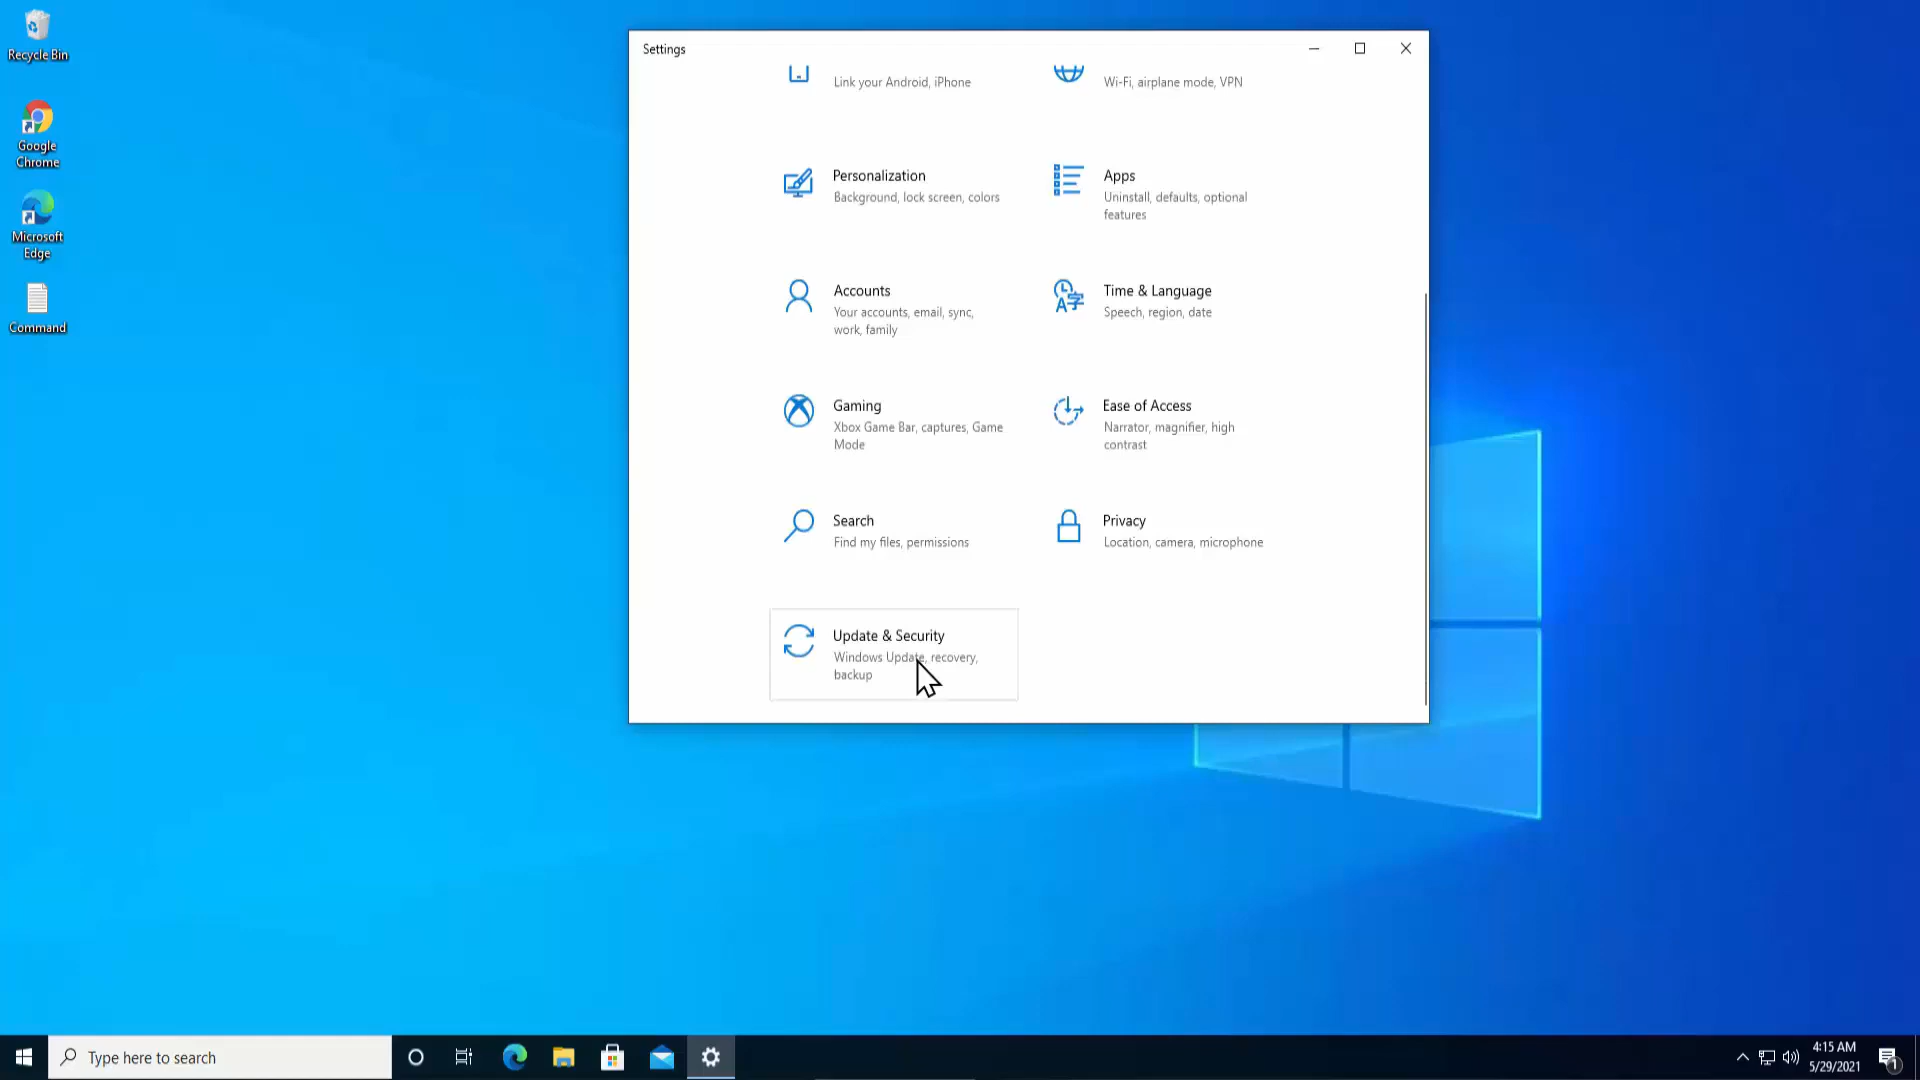 Recycle Bin
Google
Chrome
Microsoft
Edge
Command
Settings
Link your Android, iPhone
Wi-Fi, airplane mode, VPN
Personalization
Background, lock screen, colors
Apps
Uninstall, defaults, optional
features
Accounts
Your accounts, email, sync,
work, family
Time & Language
Speech, region, date
Gaming
Xbox Game Bar, captures, Game
Mode
Ease of Access
Narrator, magnifier, high
contrast
Search
Find my files, permissions
Privacy
Location, camera, microphone
Update & Security
Windows Update, recovery,
backup
Type here to search
4:15 AM
5/29/2021
1